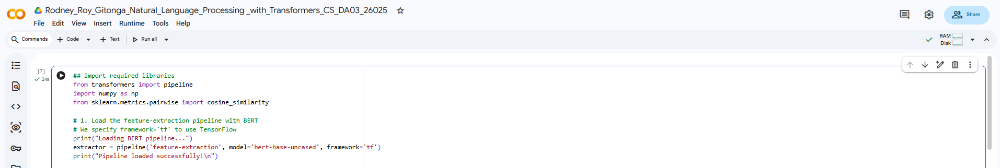 Rodney_Roy_Gitonga_Natural_Language_Processing _with_Transformers_CS_DA03_26025
File Edit View Insert Runtime Tools Help
Share
Commands + Code + Text Run all
RAM
Disk
[7]
24s
## Import required libraries
from transformers import pipeline
import numpy as np
from sklearn.metrics.pairwise import cosine_similarity
# 1. Load the feature-extraction pipeline with BERT
# We specify framework='tf' to use TensorFlow
print("Loading BERT pipeline...")
extractor = pipeline('feature-extraction', model='bert-base-uncased', framework='tf')
print("Pipeline loaded successfully!\n")